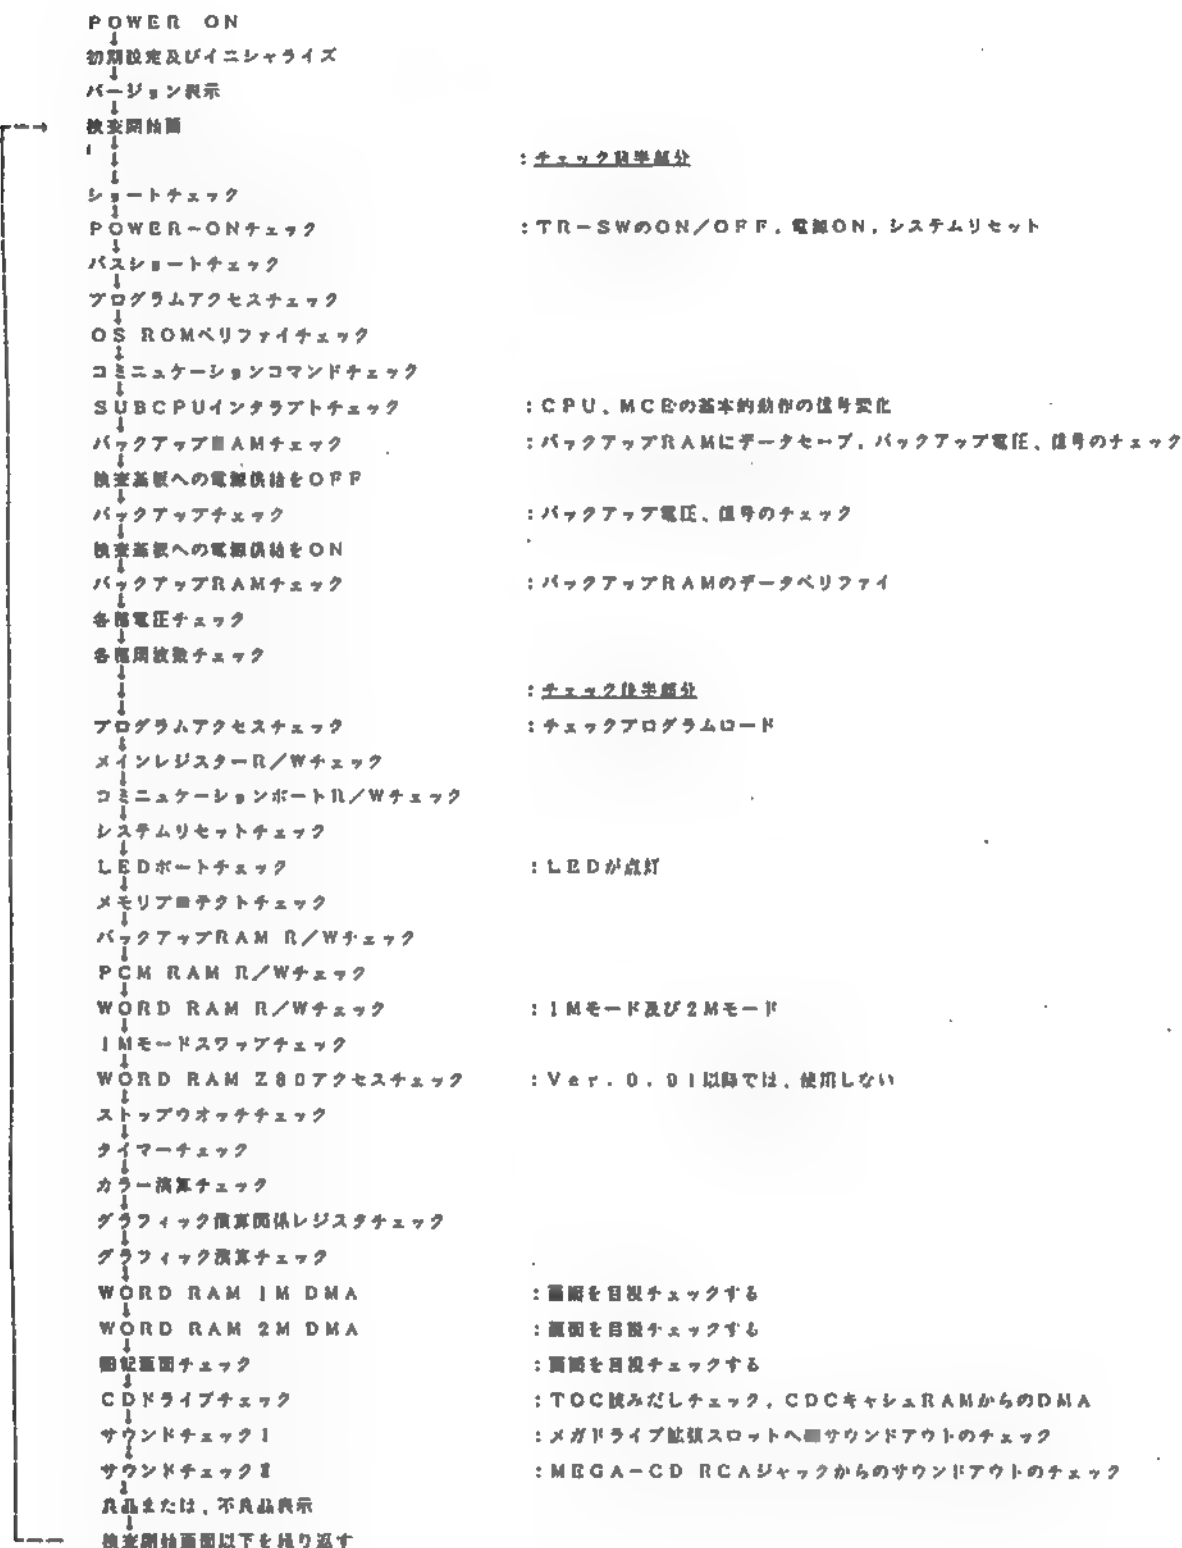 POWER ON
初期設定及びイニシャライズ
バージョン表示
検査開始面
:チェック前半部分
ショートチェック
POWER-ONチェック :TR-SWのON/OFF,電源ON,システムリセット
バスショートチェック
プログラムアクセスチェック
OS ROMベリファイチェック
コミニュケーションコマンドチェック
SUBCPUインタラプトチェック :CPU、MCEの基本的動作の信号変化
バックアップRAMチェック :バックアップRAMにデータセーブ,バックアップ電圧、信号のチェック
検査基板への電源供給をOFF
バックアップチェック :バックアップ電圧、信号のチェック
検査基板への電源供給をON
バックアップRAMチェック :バックアップRAMのデータベリファイ
各部電圧チェック
各部周波数チェック
:チェック後半部分
プログラムアクセスチェック :チェックプログラムロード
メインレジスターR/Wチェック
コミニュケーションポートR/Wチェック
システムリセットチェック
LEDポートチェック :LEDが点灯
メモリプロテクトチェック
バックアップRAM R/Wチェック
PCM RAM R/Wチェック
WORD RAM R/Wチェック :1Mモード及び2Mモード
1Mモードスワップチェック
WORD RAM Z80アクセスチェック :Ver.0.01以降では、使用しない
ストップウオッチチェック
タイマーチェック
カラー演算チェック
グラフィック演算関係レジスタチェック
グラフィック演算チェック
WORD RAM 1M DMA :画面を目視チェックする
WORD RAM 2M DMA :画面を目視チェックする
画面チェック :画面を目視チェックする
CDドライブチェック :TOC読みだしチェック,CDCキャシュRAMからのDMA
サウンドチェック1 :メガドライブ拡張スロットへ サウンドアウトのチェック
サウンドチェック2 :MEGA-CD RCAジャックからのサウンドアウトのチェック
良品または、不良品表示
検査開始画面以下を繰り返す